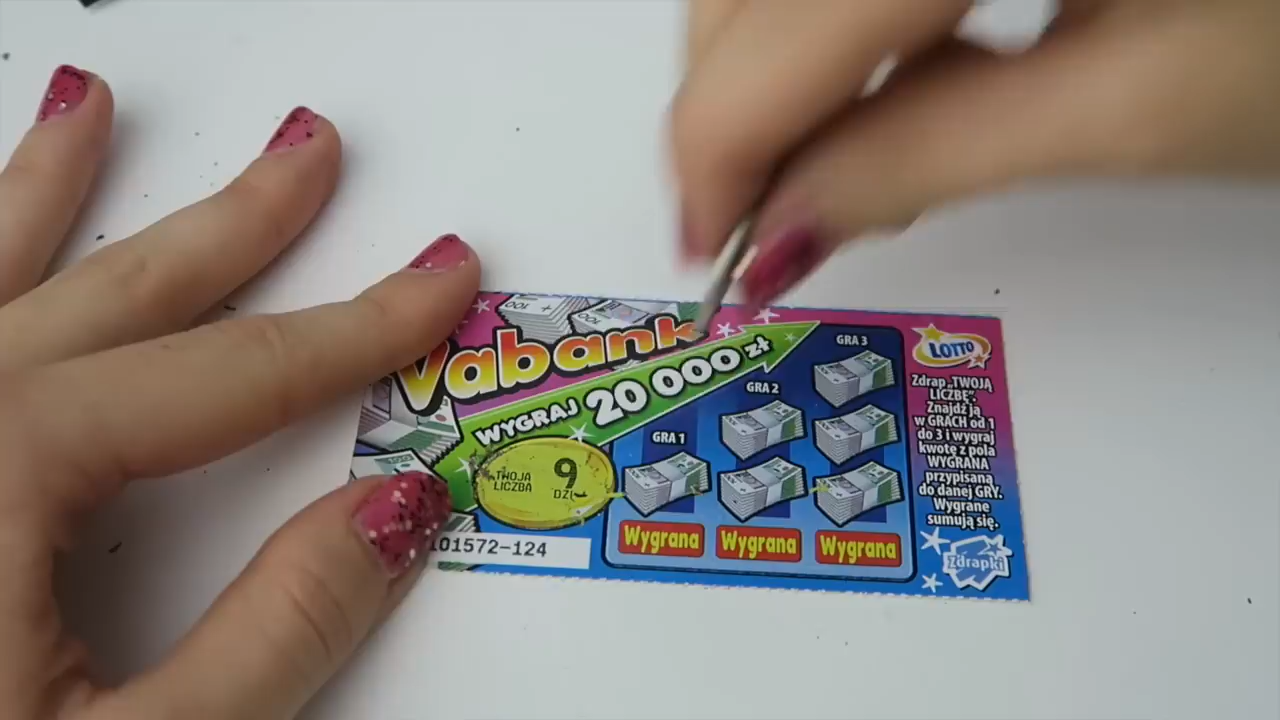 Vabank
WYGRAJ 20 000 zł
GRA 1
GRA 2
GRA 3
TWOJA
LICZBA
9
101572-124
Wygrana
Wygrana
Wygrana
LOTTO
Zdrap „TWOJĄ
LICZBĘ".
Znajdź ją
w GRACH od 1
do 3 i wygraj
kwotę z pola
WYGRANA
przypisaną
do danej GRY.
Wygrane
sumują się.
Zdrapki
100
100